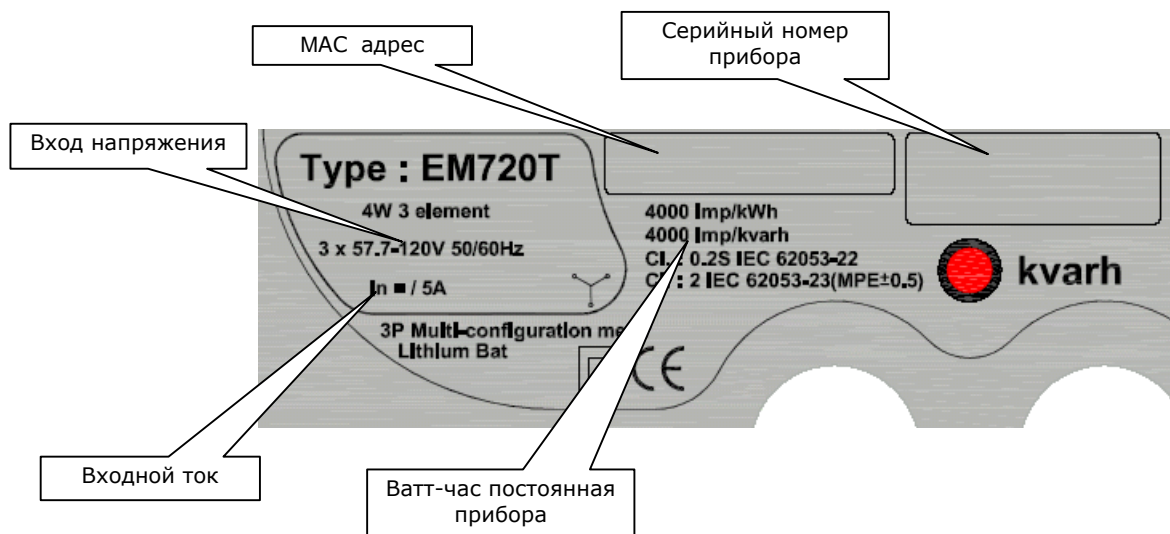 MAC адрес
Серийный номер
прибора
Вход напряжения
Type : EM720T
4W 3 element
3 x 57.7-120V 50/60Hz
In ■ / 5A
4000 Imp/kWh
4000 Imp/kvarh
0.2S IEC 62053-22
: 2 IEC 62053-23(MPE±0.5)
kvarh
3P Multi-configuration
Lithium Bat
CE
Входной ток
Ватт-час постоянная
прибора